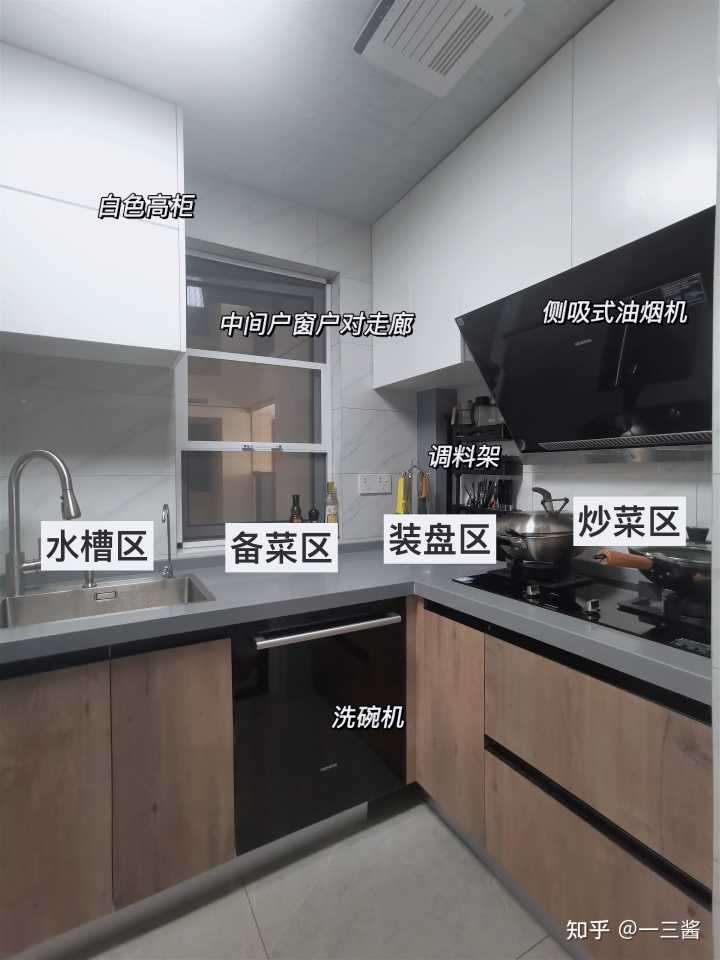 白色高柜
中间户窗户对走廊
侧吸式油烟机
调料架
水槽区
备菜区
装盘区
炒菜区
洗碗机
知乎 @一三酱